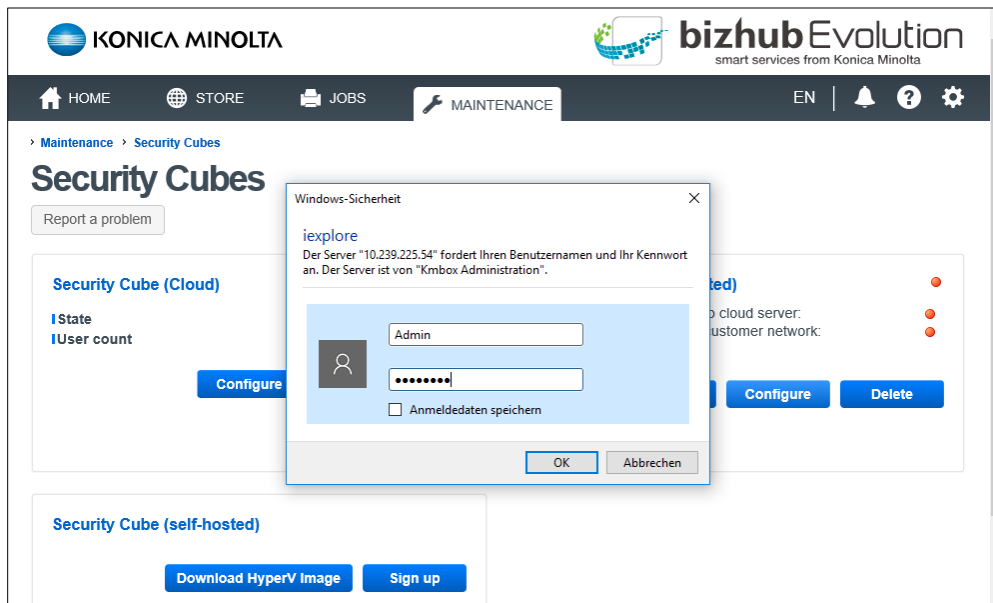 KONICA MINOLTA
bizhub Evolution
smart services from Konica Minolta
HOME
STORE
JOBS
MAINTENANCE
EN
› Maintenance › Security Cubes
Security Cubes
Report a problem
Windows-Sicherheit
iexplore
Der Server "10.239.225.54" fordert Ihren Benutzernamen und Ihr Kennwort
an. Der Server ist von "Kmbox Administration".
Admin
••••••••
Anmeldedaten speichern
OK
Abbrechen
Security Cube (Cloud)
State
User count
Configure
ted)
cloud server:
ustomer network:
Configure
Delete
Security Cube (self-hosted)
Download HyperV Image
Sign up